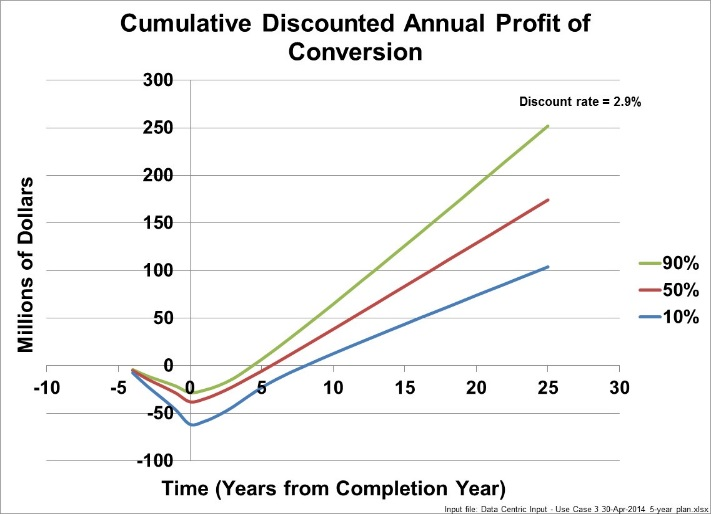 Cumulative Discounted Annual Profit of
Conversion
300
Discount rate = 2.9%
250
200
150
100
50
0
-50
-100
-10 -5 0 5 10 15 20 25 30
Millions of Dollars
90%
50%
10%
Time (Years from Completion Year)
Input file: Data Centric Input - Use Case 3 30-Apr-2014 5-year plan.xlsx